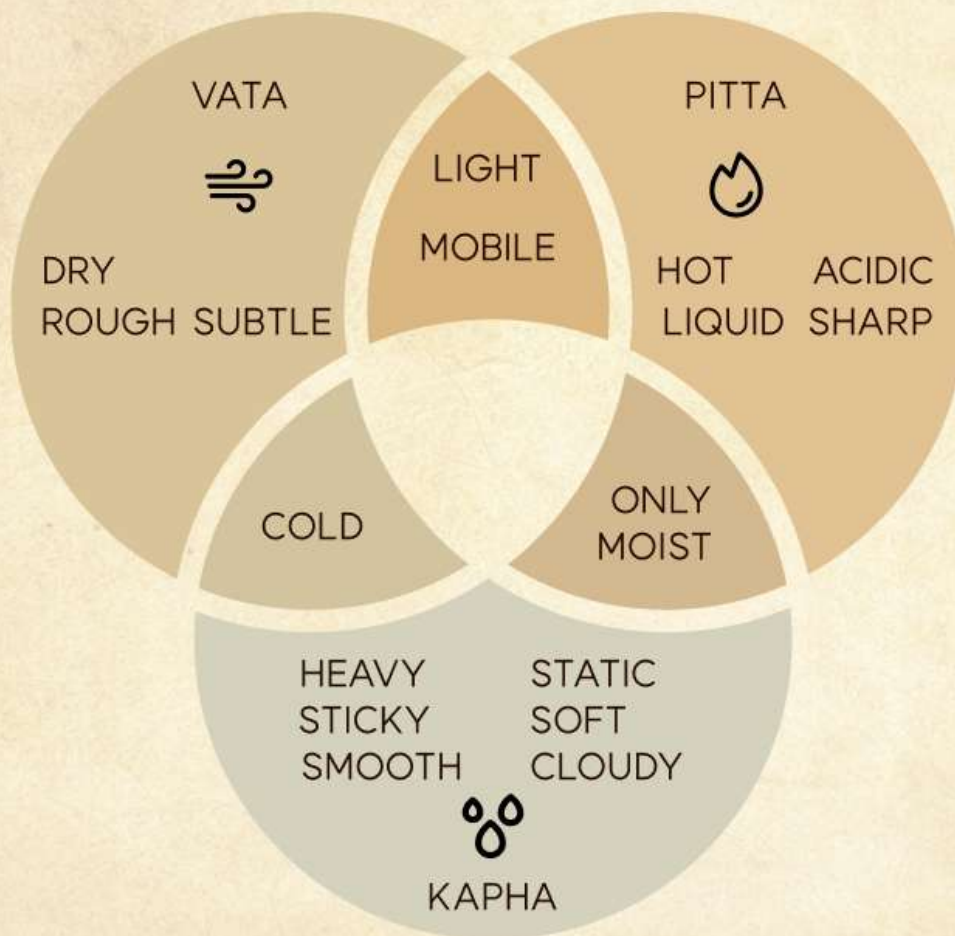 VATA
PITTA
LIGHT
MOBILE
DRY
ROUGH SUBTLE
HOT ACIDIC
LIQUID SHARP
COLD
ONLY
MOIST
HEAVY STATIC
STICKY SOFT
SMOOTH CLOUDY
KAPHA